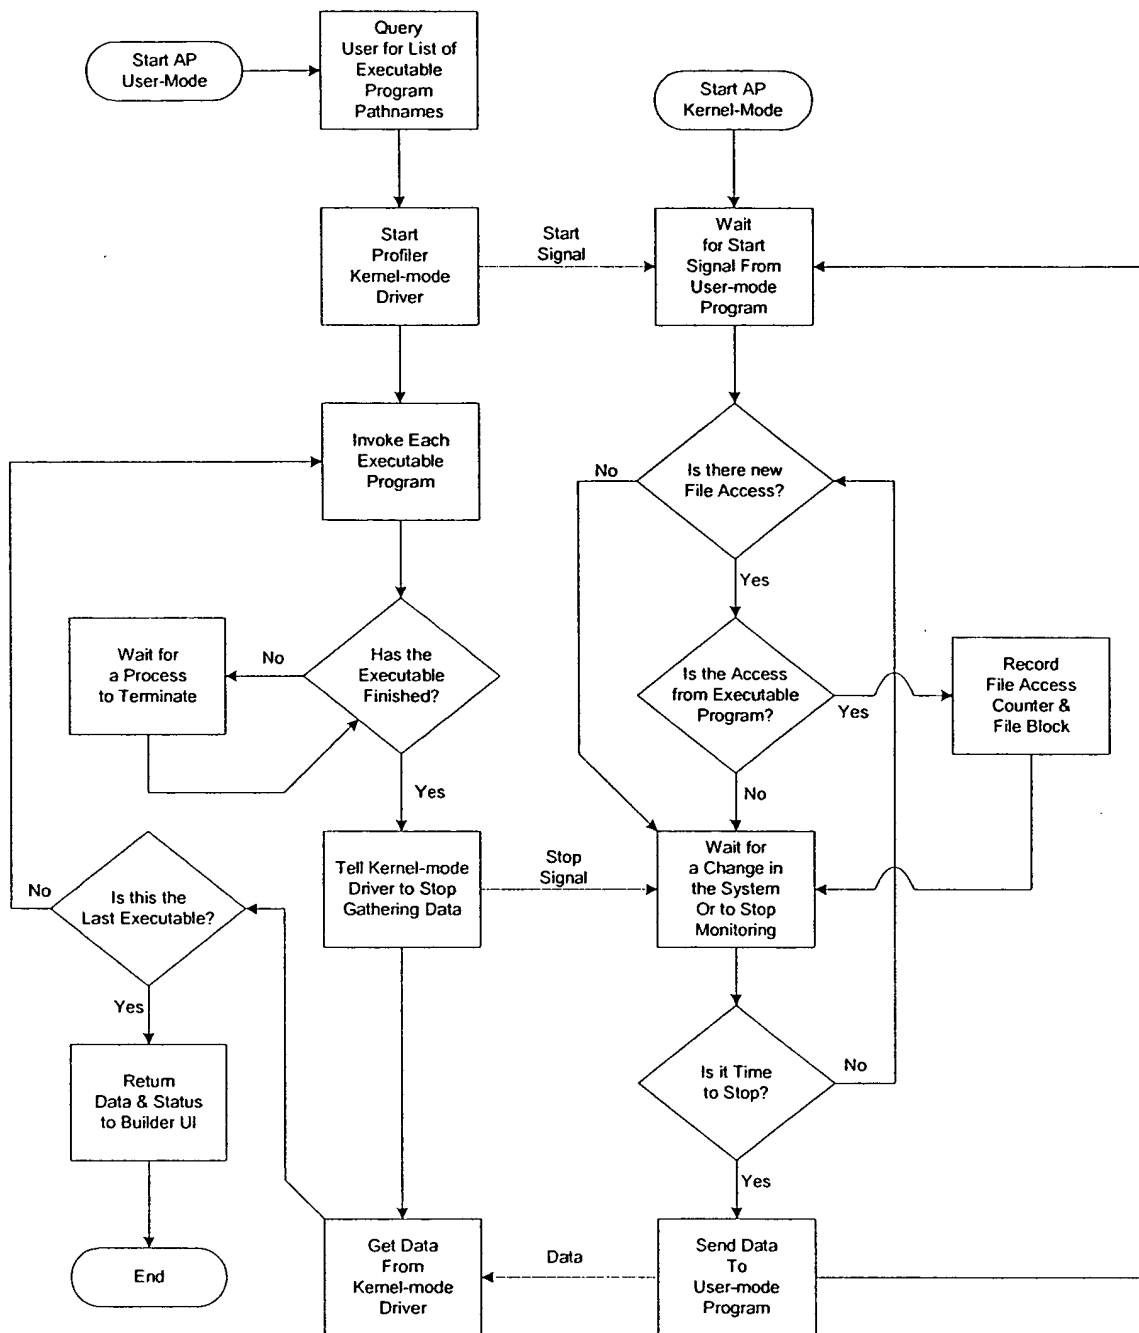 Start AP
User-Mode
Query
User for List of
Executable
Program
Pathnames
Start AP
Kernel-Mode
Start
Profiler
Kernel-mode
Driver
Start
Signal
Wait
for Start
Signal From
User-mode
Program
Invoke Each
Executable
Program
No
Is there new
File Access?
Yes
Wait for
a Process
to Terminate
No
Has the
Executable
Finished?
Yes
Is the Access
from Executable
Program?
Yes
No
Record
File Access
Counter &
File Block
No
Is this the
Last Executable?
Yes
Tell Kernel-mode
Driver to Stop
Gathering Data
Stop
Signal
Wait for
a Change in
the System
Or to Stop
Monitoring
Return
Data & Status
to Builder UI
Is it Time
to Stop?
No
Yes
End
Get Data
From
Kernel-mode
Driver
Data
Send Data
To
User-mode
Program